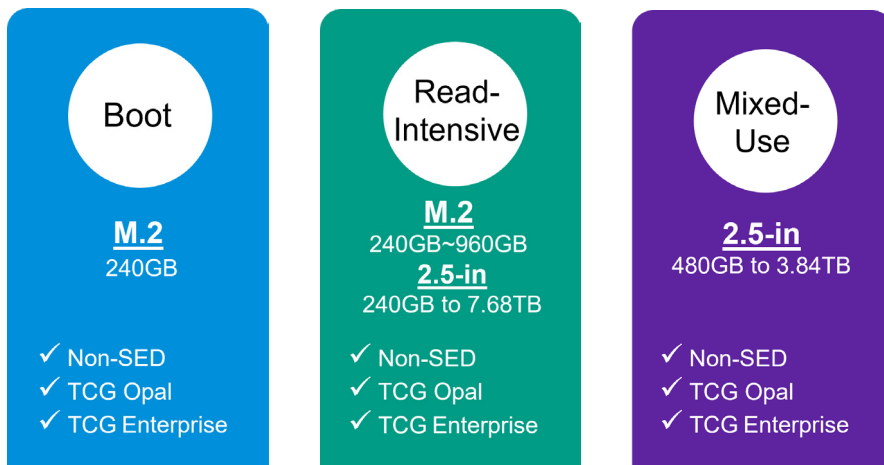 Boot
M.2
240GB
✓ Non-SED
✓ TCG Opal
✓ TCG Enterprise
Read-
Intensive
M.2
240GB~960GB
2.5-in
240GB to 7.68TB
✓ Non-SED
✓ TCG Opal
✓ TCG Enterprise
Mixed-
Use
2.5-in
480GB to 3.84TB
✓ Non-SED
✓ TCG Opal
✓ TCG Enterprise